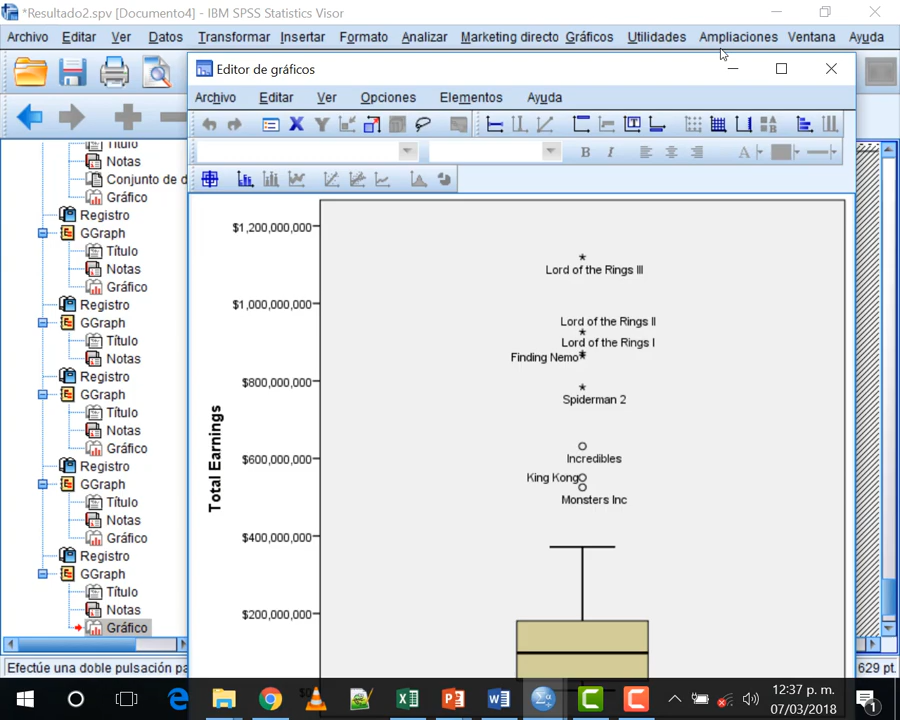 *Resultado2.spv [Documento4] - IBM SPSS Statistics Visor
Archivo Editar Ver Datos Transformar Insertar Formato Analizar Marketing directo Gráficos Utilidades Ampliaciones Ventana Ayuda
Editor de gráficos
Archivo Editar Ver Opciones Elementos Ayuda
B I A
Título
Notas
Conjunto de d
Gráfico
Registro
GGraph
Título
Notas
Gráfico
Registro
GGraph
Título
Notas
Registro
GGraph
Título
Notas
Gráfico
Registro
GGraph
Título
Notas
Gráfico
Registro
GGraph
Título
Notas
Gráfico
Total Earnings
$1,200,000,000
$1,000,000,000
$800,000,000
$600,000,000
$400,000,000
$200,000,000
$0
Lord of the Rings III
Lord of the Rings II
Lord of the Rings I
Finding Nemo
Spiderman 2
Incredibles
King Kong
Monsters Inc
Efectúe una doble pulsación pa
629 pt.
12:37 p. m.
07/03/2018
1